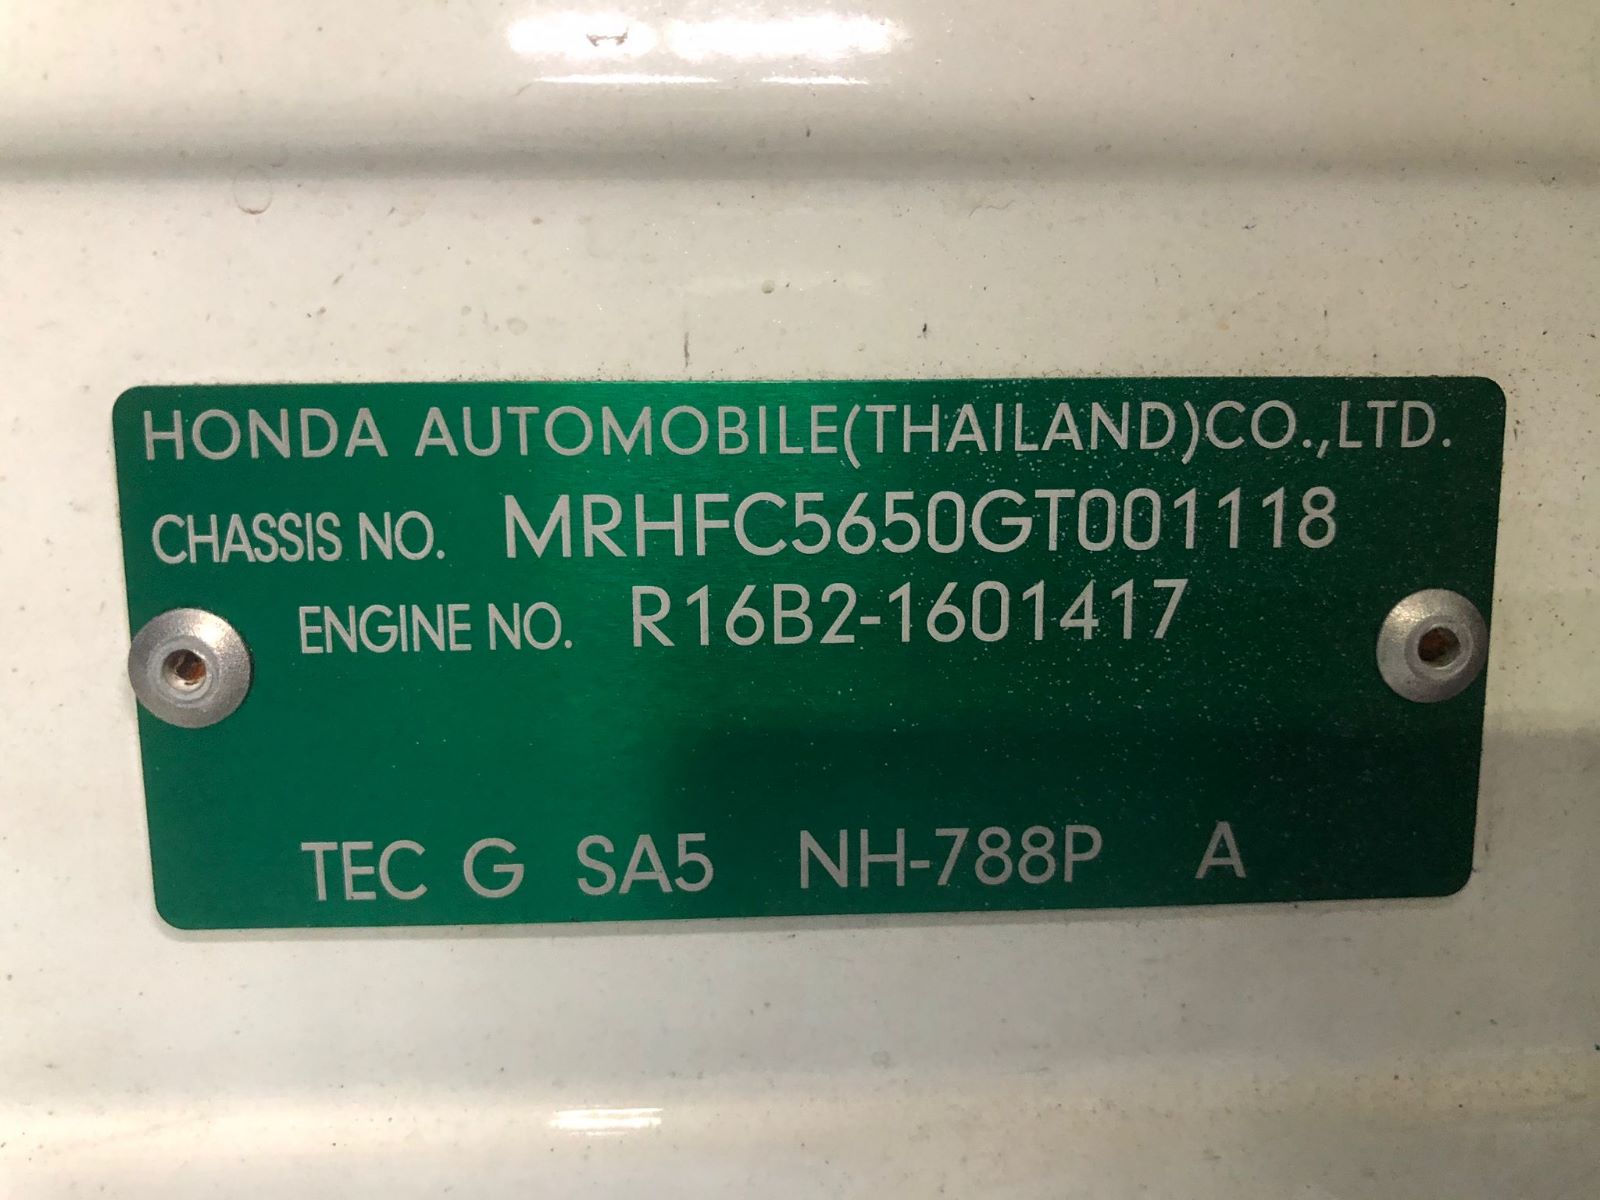 HONDA AUTOMOBILE(THAILAND)CO.,LTD.
CHASSIS NO. MRHFC5650GT001118
ENGINE NO. R16B2-1601417
TEC G SA5 NH-788P A